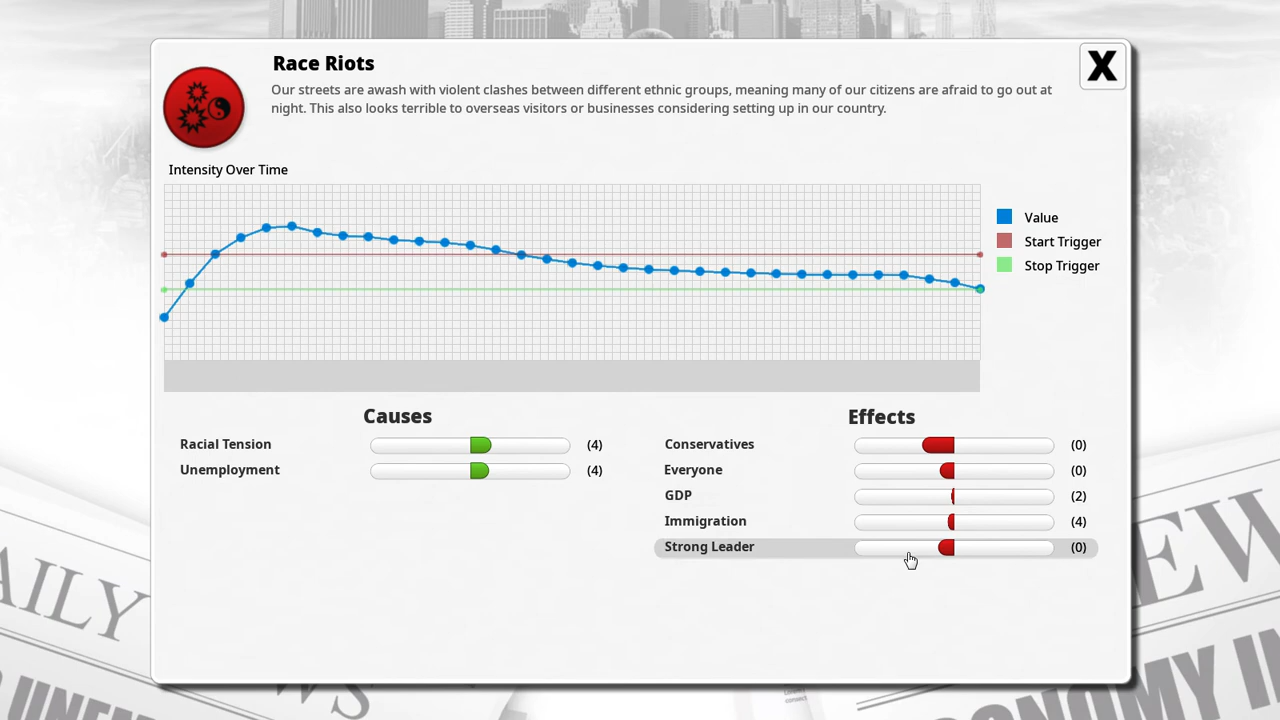 Race Riots
X
Our streets are awash with violent clashes between different ethnic groups, meaning many of our citizens are afraid to go out at
night. This also looks terrible to overseas visitors or businesses considering setting up in our country.
Intensity Over Time
Value
Start Trigger
Stop Trigger
Causes
Racial Tension (4)
Unemployment (4)
Effects
Conservatives (0)
Everyone (0)
GDP (2)
Immigration (4)
Strong Leader (0)